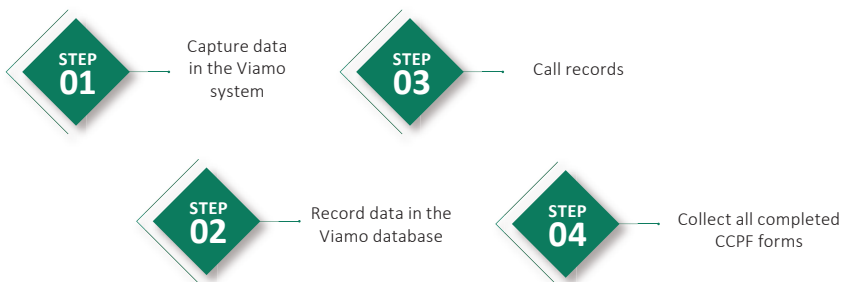 STEP
01
Capture data
in the Viamo
system
STEP
02
Record data in the
Viamo database
STEP
03
Call records
STEP
04
Collect all completed
CCPF forms